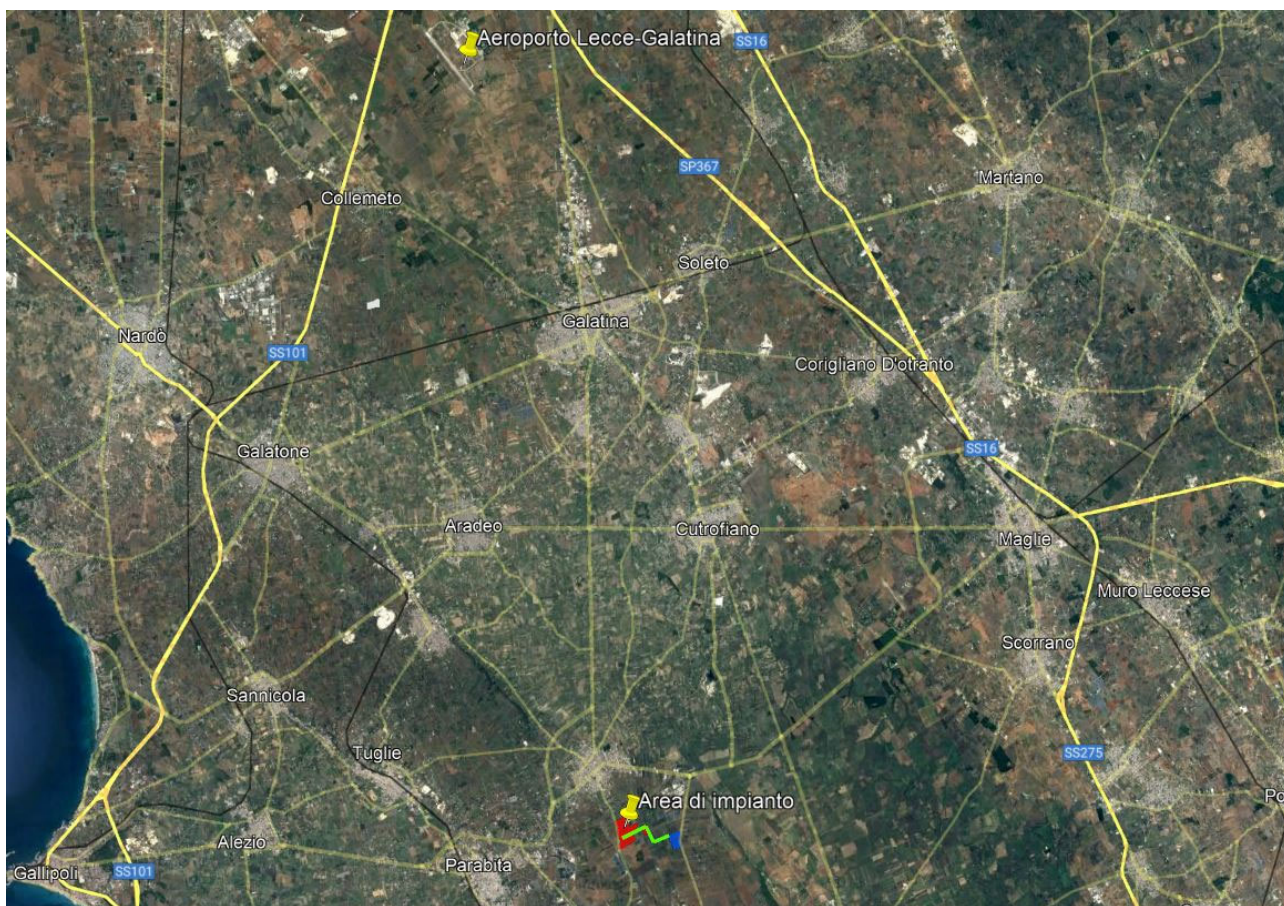 Aeroporto Lecce-Galatina
SS16
SP367
Martano
Collemeto
Soleto
Galatina
Nardò
SS101
Corigliano D'otranto
Galatone
SS16
Aradeo
Cutrofiano
Maglie
Muro Leccese
Scorrano
Sannicola
Tuglie
SS275
Area di impianto
Po
Alezio
Parabita
Gallipoli
SS101